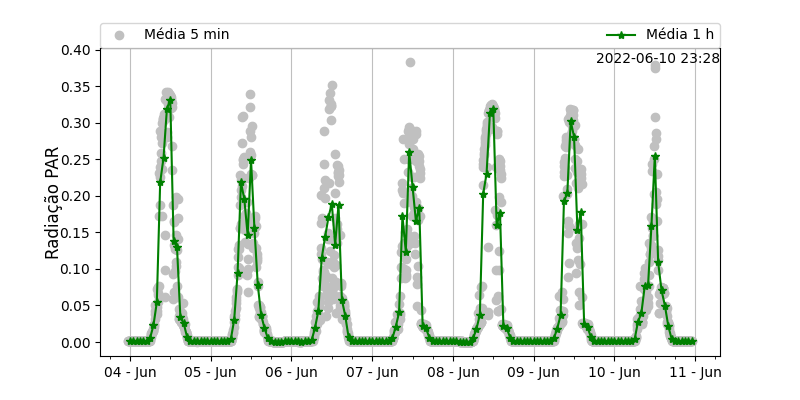 Média 5 min
Média 1 h
2022-06-10 23:28
Radiação PAR
0.40
0.35
0.30
0.25
0.20
0.15
0.10
0.05
0.00
04 - Jun
05 - Jun
06 - Jun
07 - Jun
08 - Jun
09 - Jun
10 - Jun
11 - Jun